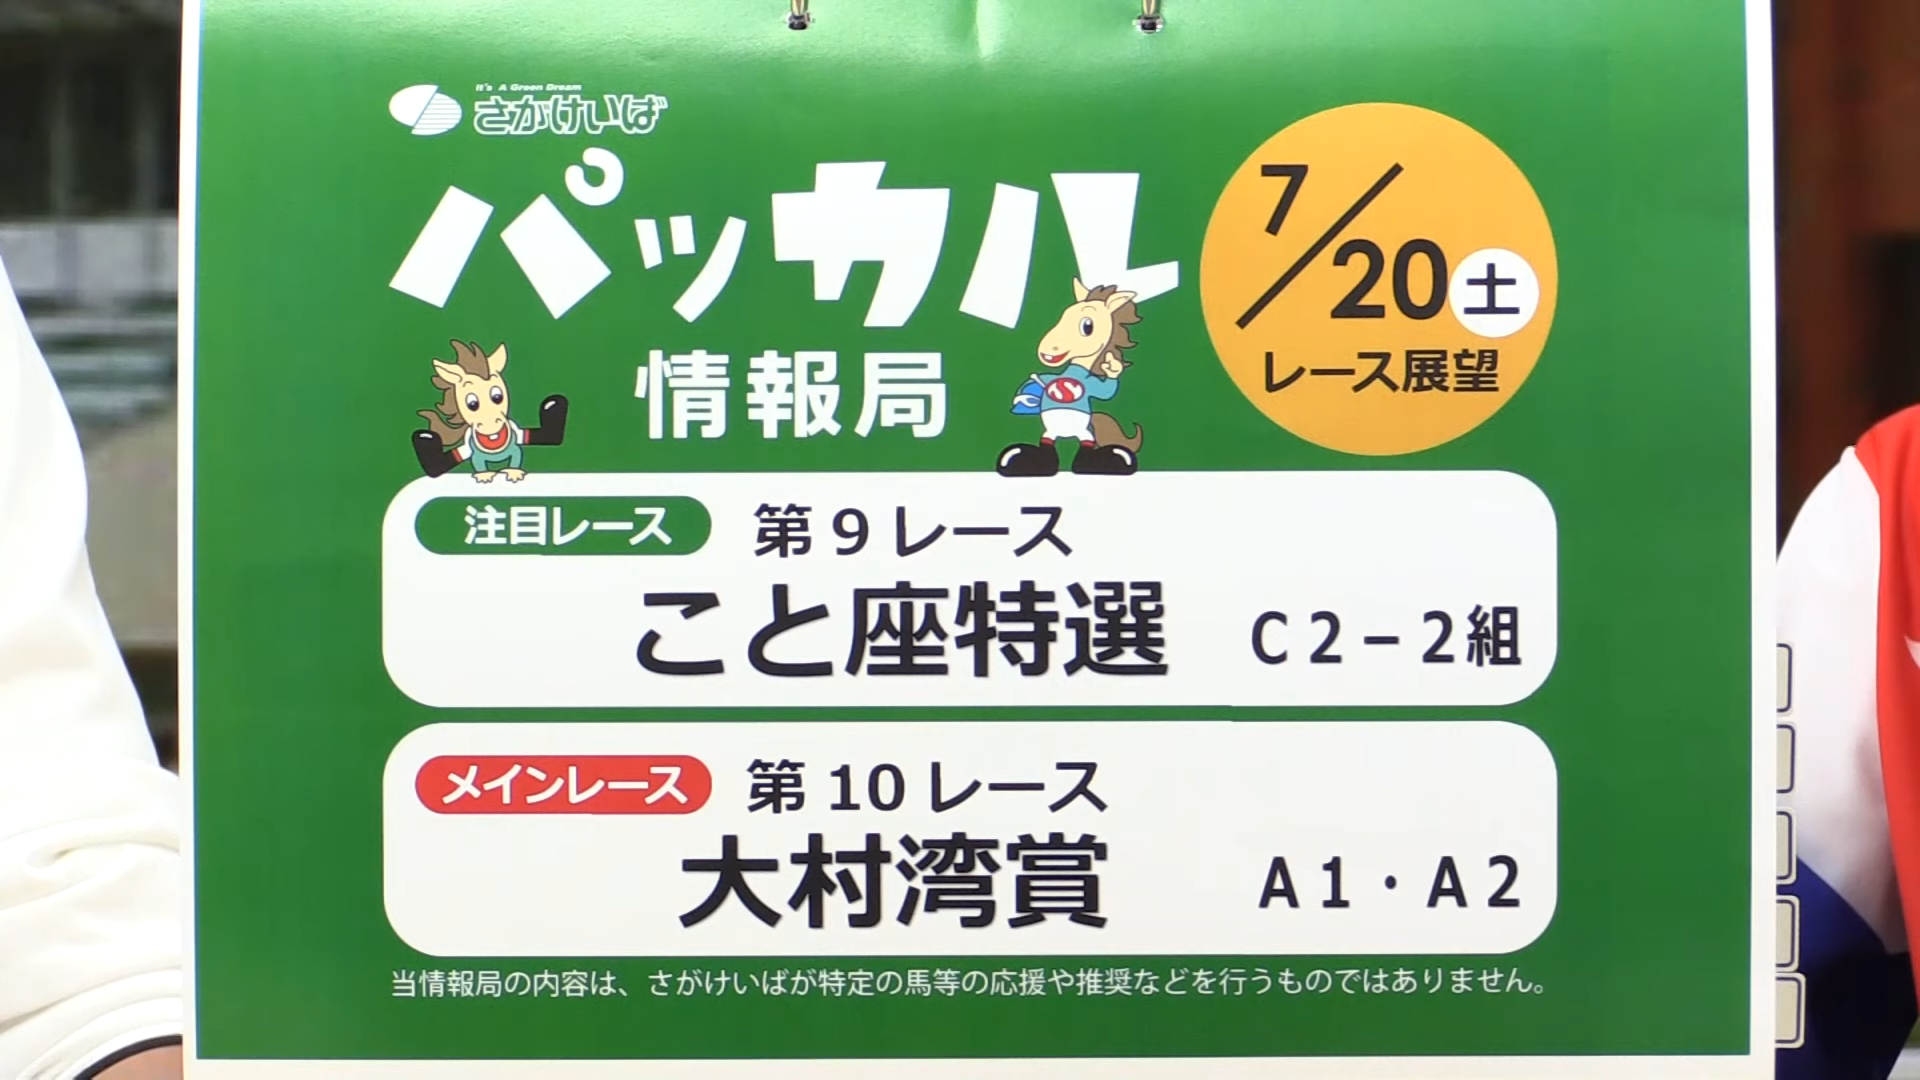 It's A Green Dream
さがけいば
パッカル
情報局
7/20土
レース展望
注目レース 第9レース
こと座特選 C2-2組
メインレース 第10レース
大村湾賞 A1・A2
当情報局の内容は、さがけいばが特定の馬等の応援や推奨などを行うものではありません。